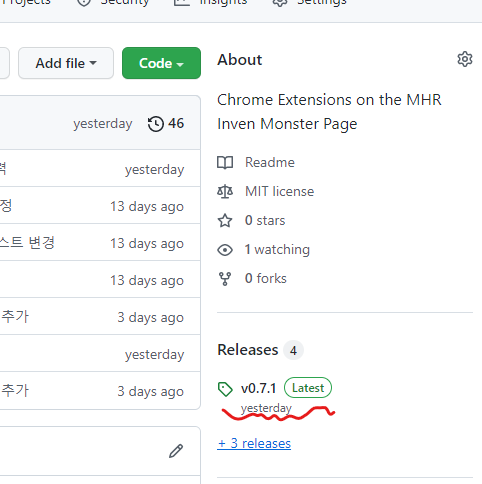 Projects Security Insights Settings
Add file Code
yesterday 46
yesterday
정 13 days ago
스트 변경 13 days ago
13 days ago
추가 3 days ago
yesterday
추가 3 days ago
About
Chrome Extensions on the MHR
Inven Monster Page
Readme
MIT license
0 stars
1 watching
0 forks
Releases 4
v0.7.1 Latest
yesterday
+ 3 releases